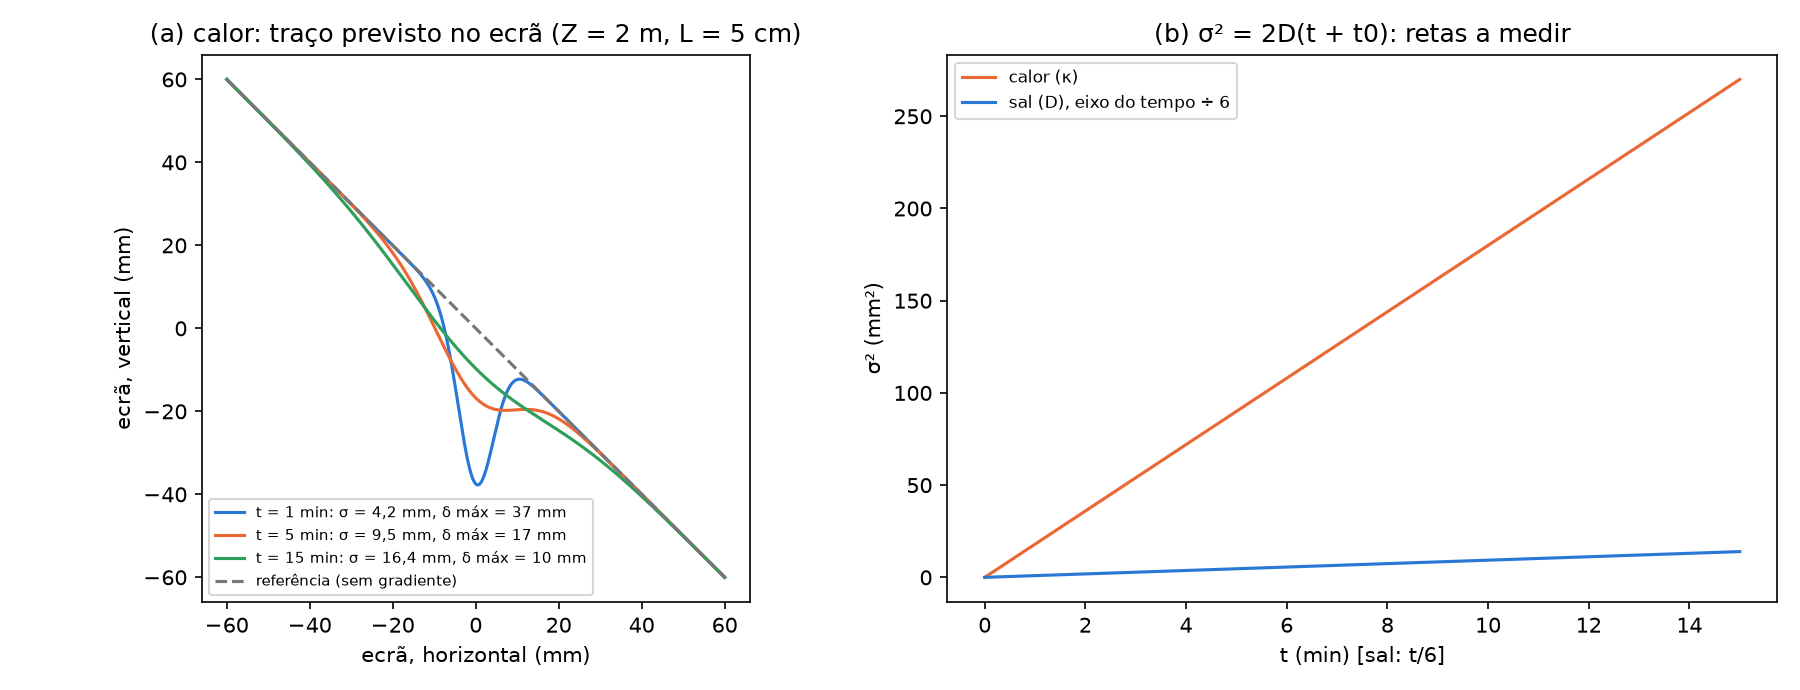 (a) calor: traço previsto no ecrã (Z = 2 m, L = 5 cm)
60
40
20
0
−20
−40
−60
ecrã, vertical (mm)
t = 1 min: σ = 4,2 mm, δ máx = 37 mm
t = 5 min: σ = 9,5 mm, δ máx = 17 mm
t = 15 min: σ = 16,4 mm, δ máx = 10 mm
referência (sem gradiente)
−60
−40
−20
0
20
40
60
ecrã, horizontal (mm)
(b) σ² = 2D(t + t0): retas a medir
calor (κ)
sal (D), eixo do tempo ÷ 6
250
200
150
100
50
0
σ² (mm²)
0
2
4
6
8
10
12
14
t (min) [sal: t/6]